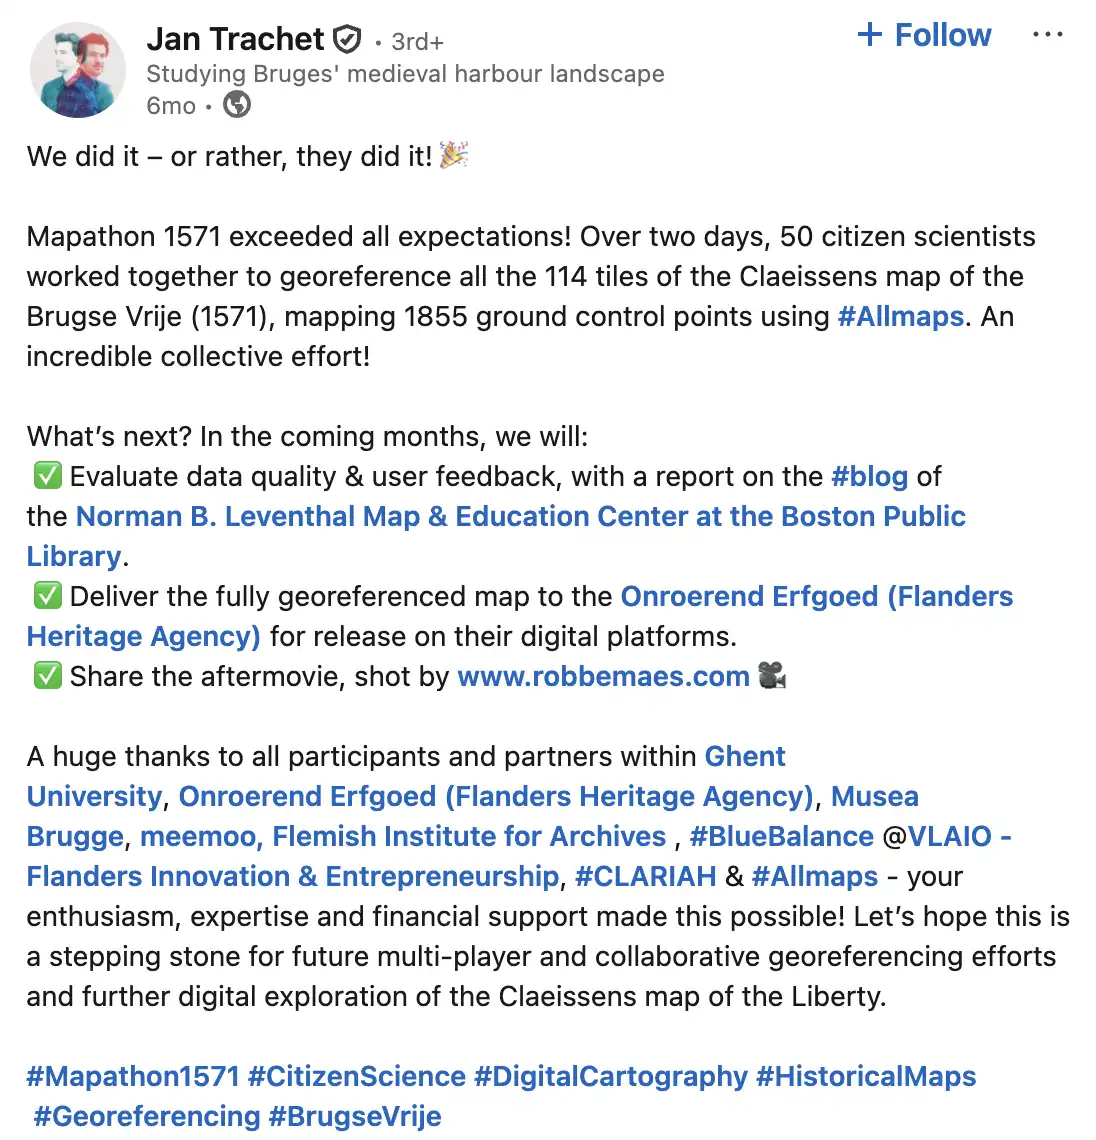 Jan Trachet • 3rd+
+ Follow ...
Studying Bruges' medieval harbour landscape
6mo •
We did it – or rather, they did it! 🎉
Mapathon 1571 exceeded all expectations! Over two days, 50 citizen scientists
worked together to georeference all the 114 tiles of the Claeissens map of the
Brugse Vrije (1571), mapping 1855 ground control points using #Allmaps. An
incredible collective effort!
What’s next? In the coming months, we will:
✅ Evaluate data quality & user feedback, with a report on the #blog of
the Norman B. Leventhal Map & Education Center at the Boston Public
Library.
✅ Deliver the fully georeferenced map to the Onroerend Erfgoed (Flanders
Heritage Agency) for release on their digital platforms.
✅ Share the aftermovie, shot by www.robbemaes.com 🎥
A huge thanks to all participants and partners within Ghent
University, Onroerend Erfgoed (Flanders Heritage Agency), Musea
Brugge, meemoo, Flemish Institute for Archives , #BlueBalance @VLAIO -
Flanders Innovation & Entrepreneurship, #CLARIAH & #Allmaps - your
enthusiasm, expertise and financial support made this possible! Let’s hope this is
a stepping stone for future multi-player and collaborative georeferencing efforts
and further digital exploration of the Claeissens map of the Liberty.
#Mapathon1571 #CitizenScience #DigitalCartography #HistoricalMaps
#Georeferencing #BrugseVrije